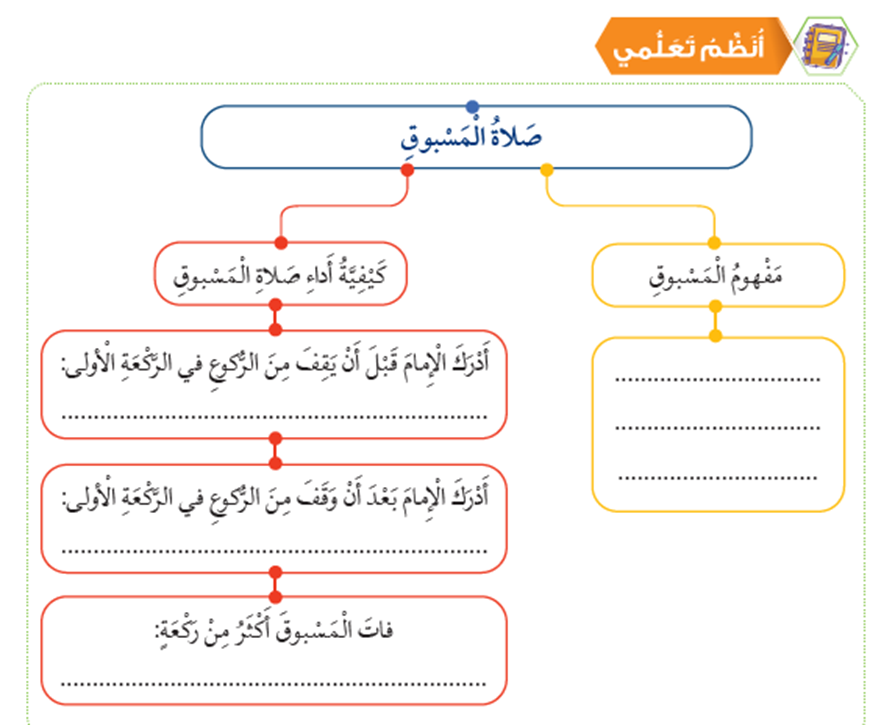 أُنَظِّمُ تَعَلُّمي
صَلاةُ الْمَسْبوقِ
مَفْهومُ الْمَسْبوقِ
..............................
..............................
.............................
كَيْفِيَّةُ أَداءِ صَلاةِ الْمَسْبوقِ
أَدْرَكَ الْإِمامَ قَبْلَ أَنْ يَقِفَ مِنَ الرُّكوعِ في الرَّكْعَةِ الْأولى:
..............................................................
أَدْرَكَ الْإِمامَ بَعْدَ أَنْ وَقَفَ مِنَ الرُّكوعِ في الرَّكْعَةِ الْأولى:
..............................................................
فاتَ الْمَسْبوقَ أَكْثَرُ مِنْ رَكْعَةٍ:
..............................................................